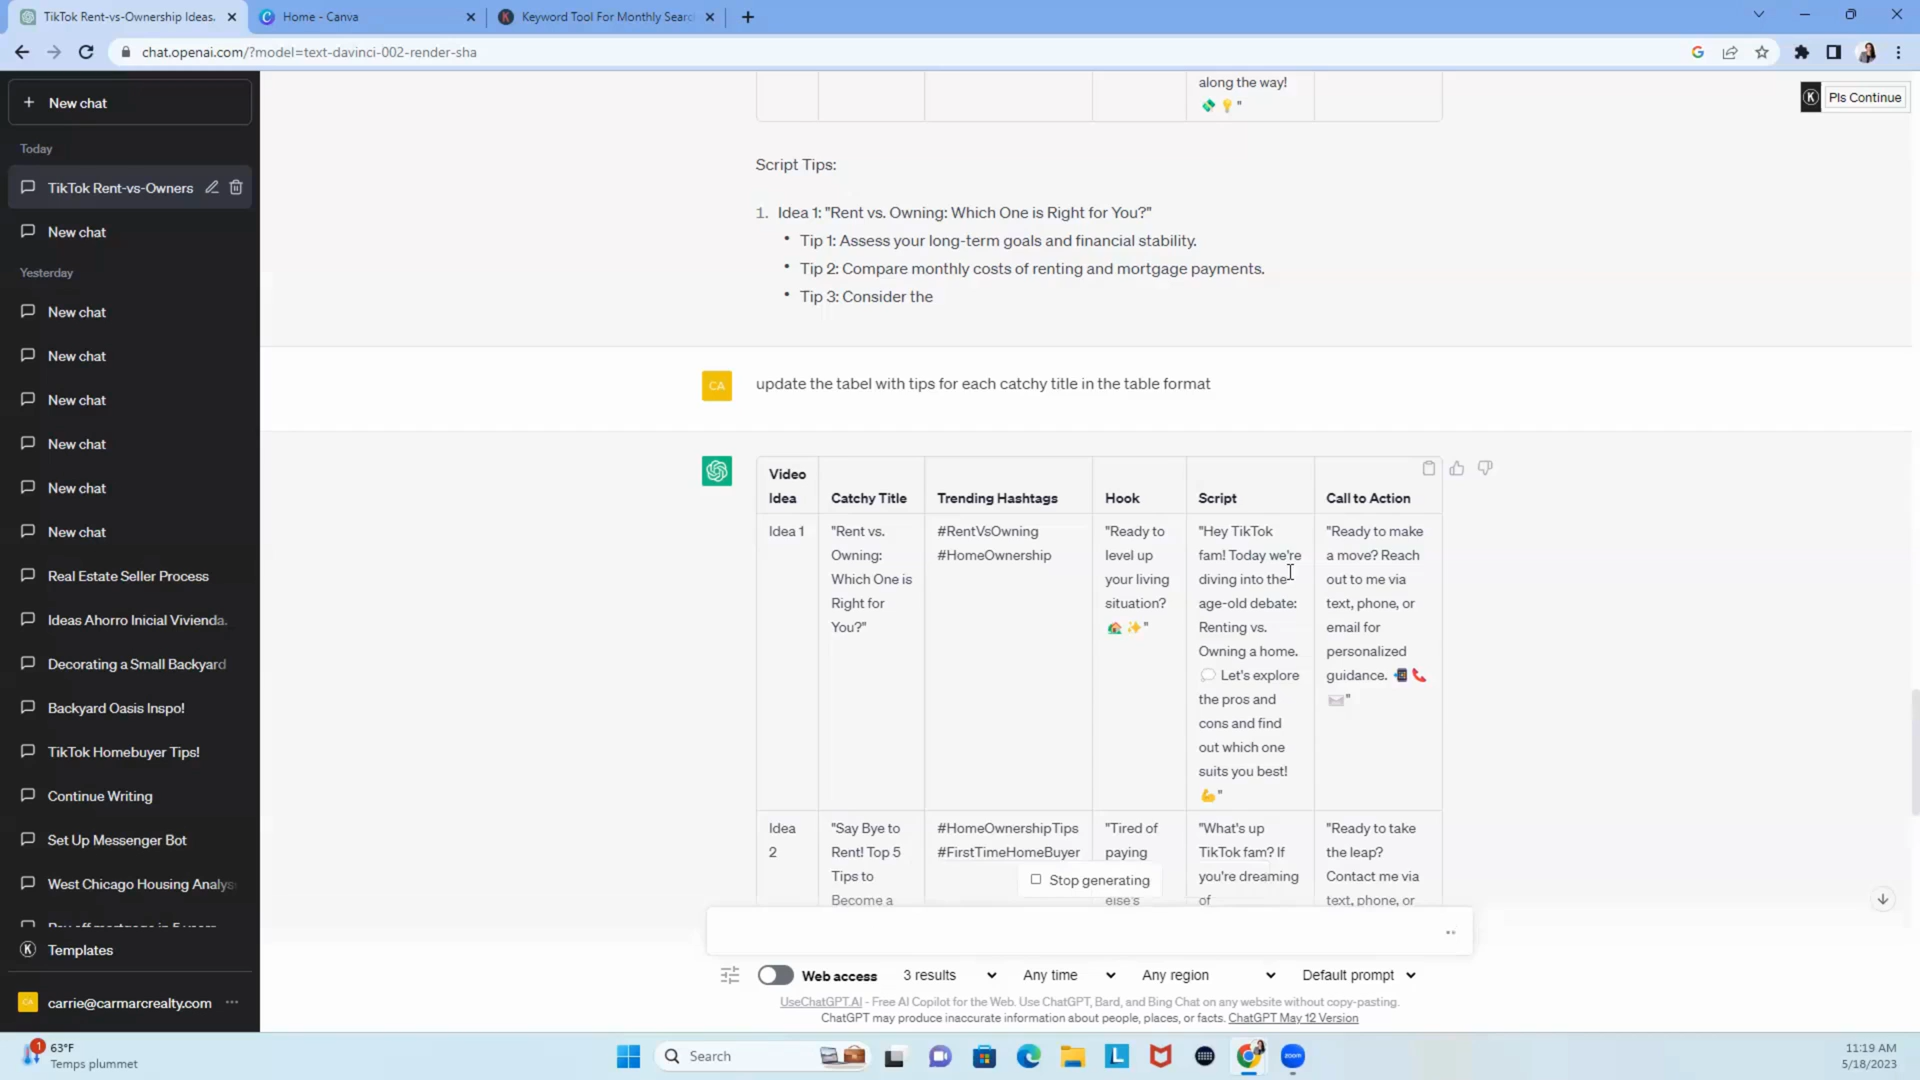 TikTok Rent-vs-Ownership Ideas.
Home - Canva
Keyword Tool For Monthly Searc
chat.openai.com/?model=text-davinci-002-render-sha
New chat
Today
TikTok Rent-vs-Owners
New chat
Yesterday
New chat
New chat
New chat
New chat
New chat
New chat
Real Estate Seller Process
Ideas Ahorro Inicial Vivienda.
Decorating a Small Backyard
Backyard Oasis Inspo!
TikTok Homebuyer Tips!
Continue Writing
Set Up Messenger Bot
West Chicago Housing Analys
Templates
CA
carrie@carmarcrealty.com
K
Pls Continue
along the way!
"
Script Tips:
1. Idea 1: "Rent vs. Owning: Which One is Right for You?"
Tip 1: Assess your long-term goals and financial stability.
Tip 2: Compare monthly costs of renting and mortgage payments.
Tip 3: Consider the
CA
update the tabel with tips for each catchy title in the table format
Video
Idea
Catchy Title
Trending Hashtags
Hook
Script
Call to Action
Idea 1
"Rent vs.
Owning:
Which One is
Right for
You?"
#RentVsOwning
#HomeOwnership
"Ready to
level up
your living
situation?
"
"Hey TikTok
fam! Today we're
diving into the
age-old debate:
Renting vs.
Owning a home.
Let's explore
the pros and
cons and find
out which one
suits you best!
"
"Ready to make
a move? Reach
out to me via
text, phone, or
email for
personalized
guidance.
"
Idea
2
"Say Bye to
Rent! Top 5
Tips to
Become a
#HomeOwnershipTips
#FirstTimeHomeBuyer
"Tired of
paying
else's
"What's up
TikTok fam? If
you're dreaming
of
"Ready to take
the leap?
Contact me via
text, phone, or
Stop generating
Web access
3 results
Any time
Any region
Default prompt
UseChatGPT.AI - Free AI Copilot for the Web. Use ChatGPT, Bard, and Bing Chat on any website without copy-pasting.
ChatGPT may produce inaccurate information about people, places, or facts. ChatGPT May 12 Version
1
63°F
Temps plummet
Search
L
zoom
11:19 AM
5/18/2023